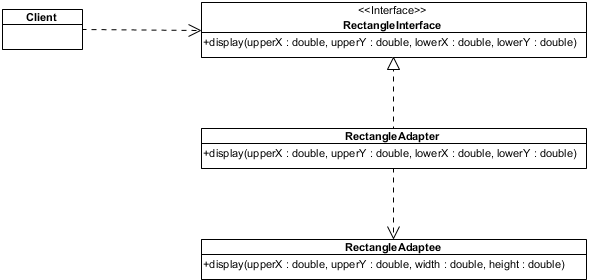 Client
<<Interface>>
RectangleInterface
+display(upperX : double, upperY : double, lowerX : double, lowerY : double)
RectangleAdapter
+display(upperX : double, upperY : double, lowerX : double, lowerY : double)
RectangleAdaptee
+display(upperX : double, upperY : double, width : double, height : double)